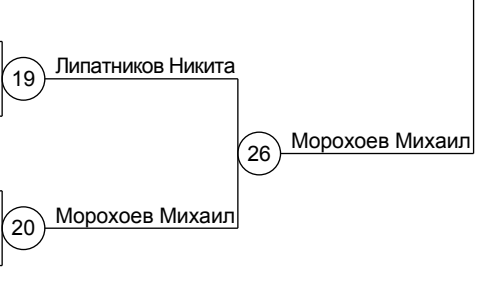 19 Липатников Никита
26 Морохоев Михаил
20 Морохоев Михаил